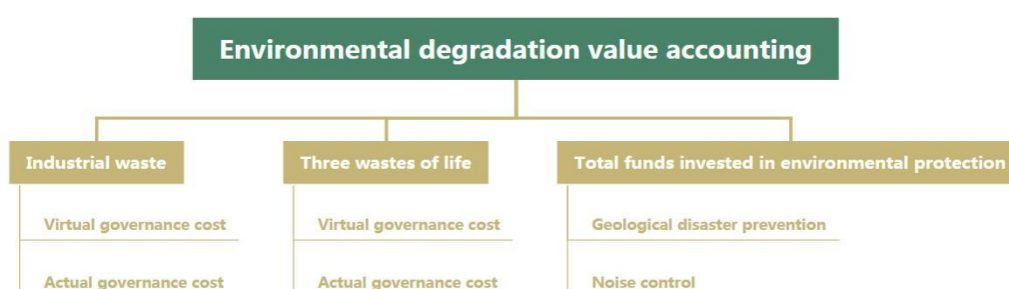 Environmental degradation value accounting
Industrial waste
Three wastes of life
Total funds invested in environmental protection
Virtual governance cost
Virtual governance cost
Geological disaster prevention
Actual governance cost
Actual governance cost
Noise control